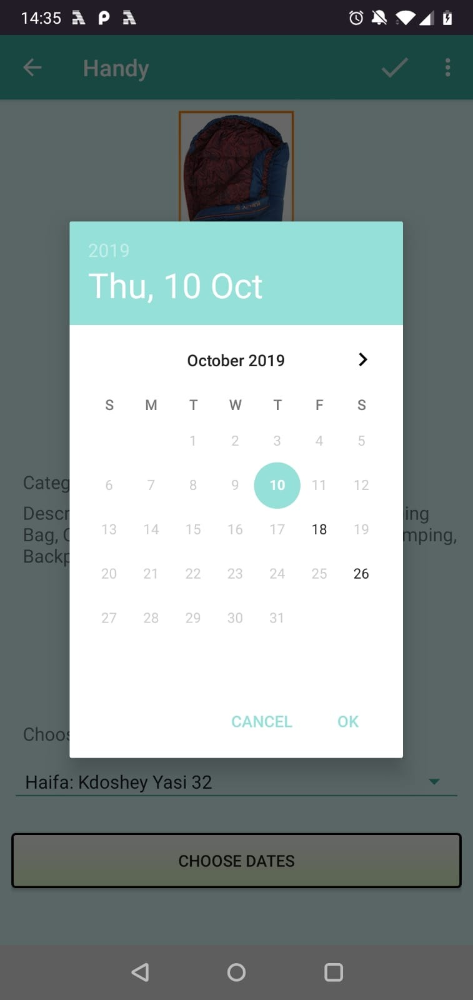 14:35
Handy
2019
Thu, 10 Oct
October 2019
S M T W T F S
1 2 3 4 5
6 7 8 9 10 11 12
13 14 15 16 17 18 19
20 21 22 23 24 25 26
27 28 29 30 31
Categ
Descr ing
Bag, mping,
Backp
CANCEL OK
Choos
Haifa: Kdoshey Yasi 32
CHOOSE DATES